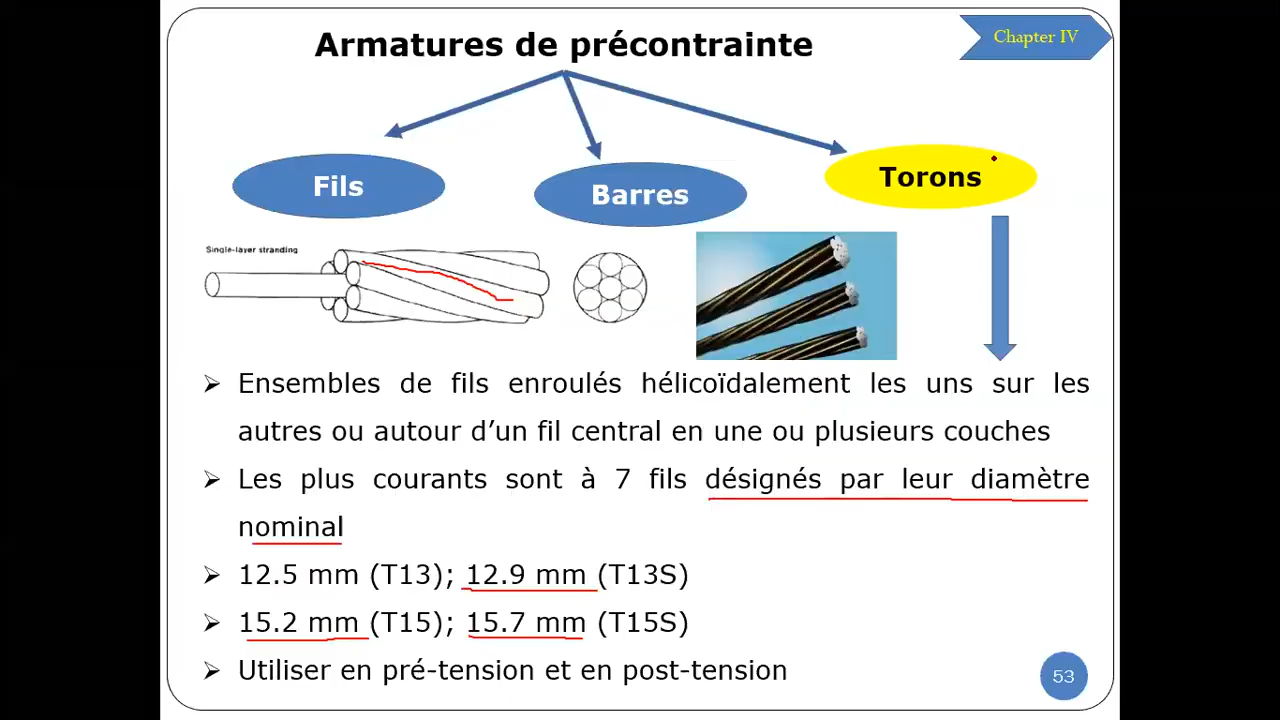 Armatures de précontrainte
Chapter IV
Fils
Barres
Torons
Single-layer stranding
Ensembles de fils enroulés hélicoïdalement les uns sur les
autres ou autour d’un fil central en une ou plusieurs couches
Les plus courants sont à 7 fils désignés par leur diamètre
nominal
12.5 mm (T13); 12.9 mm (T13S)
15.2 mm (T15); 15.7 mm (T15S)
Utiliser en pré-tension et en post-tension
53